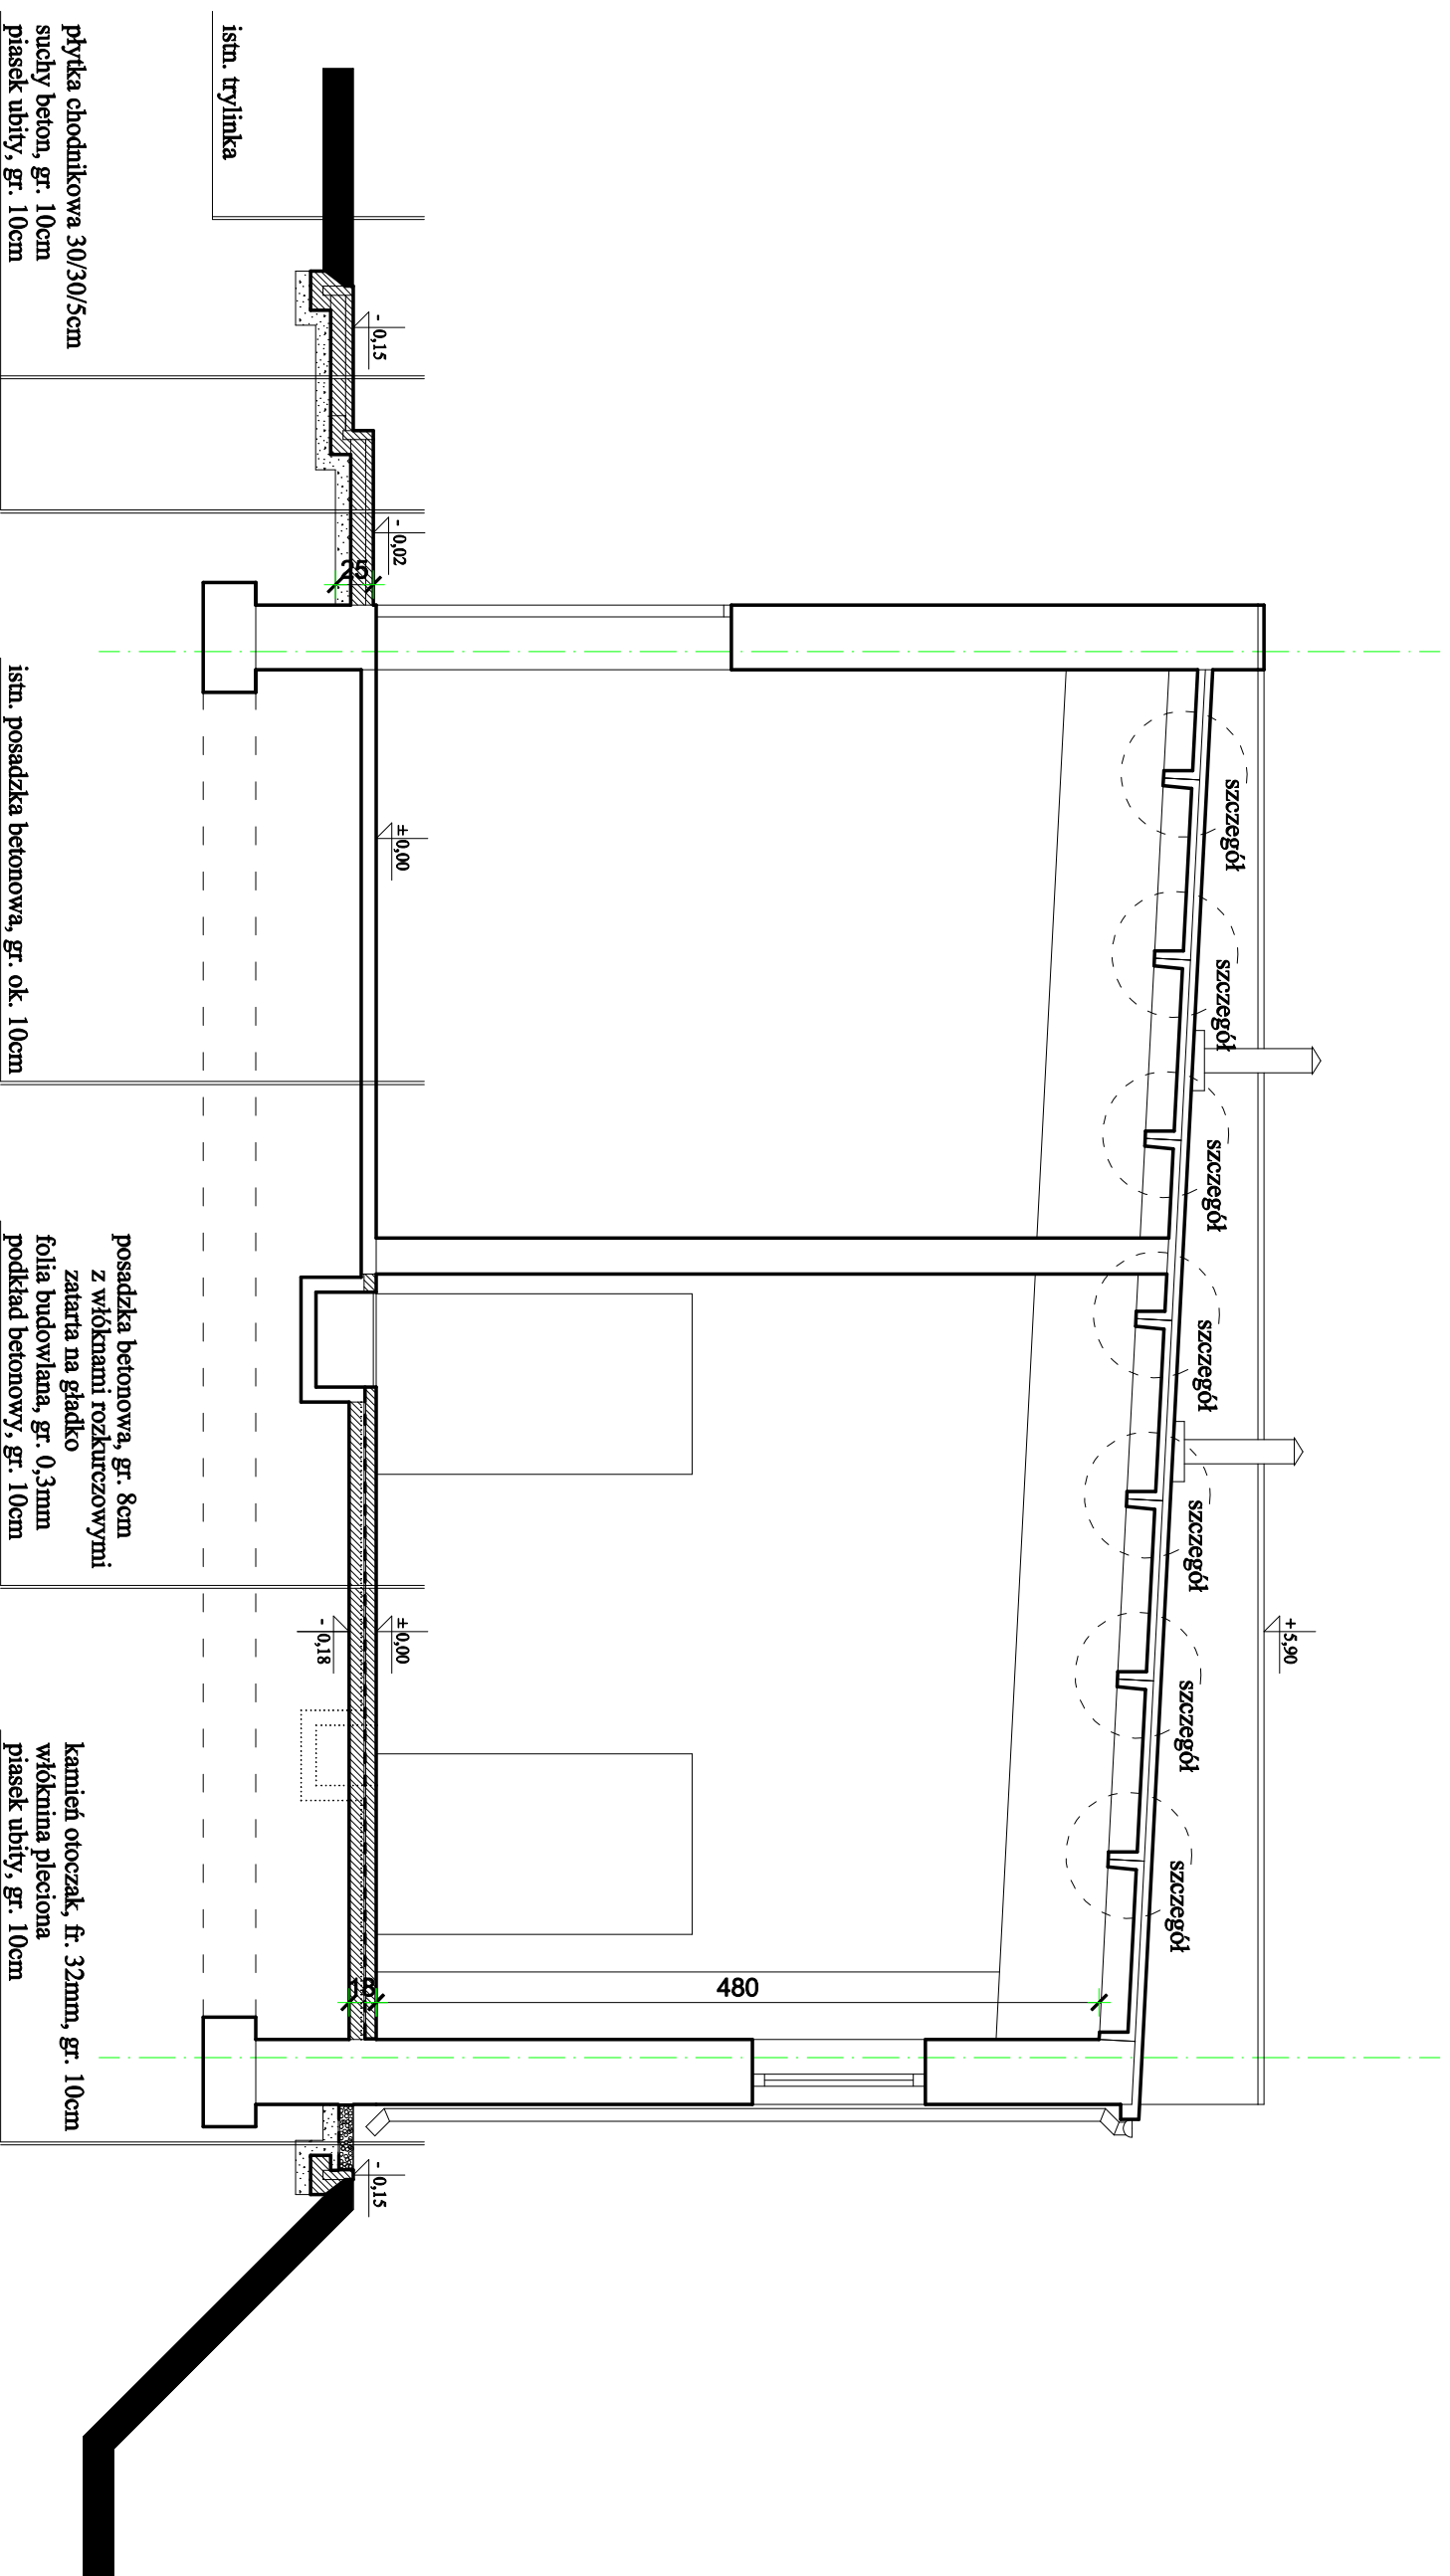 szczegół
szczegół
szczegół
szczegół
szczegół
szczegół
szczegół
+ 5,90
480
- 0,15
- 0,02
25
± 0,00
± 0,00
- 0,18
18
- 0,15
istn. trylinka
płytka chodnikowa 30/30/5cm
suchy beton, gr. 10cm
piasek ubity, gr. 10cm
istn. posadzka betonowa, gr. ok. 10cm
posadzka betonowa, gr. 8cm
z włóknami rozkurczowymi
zatarta na gładko
folia budowlana, gr. 0,3mm
podkład betonowy, gr. 10cm
kamień otoczak, fr. 32mm, gr. 10cm
włóknina pleciona
piasek ubity, gr. 10cm